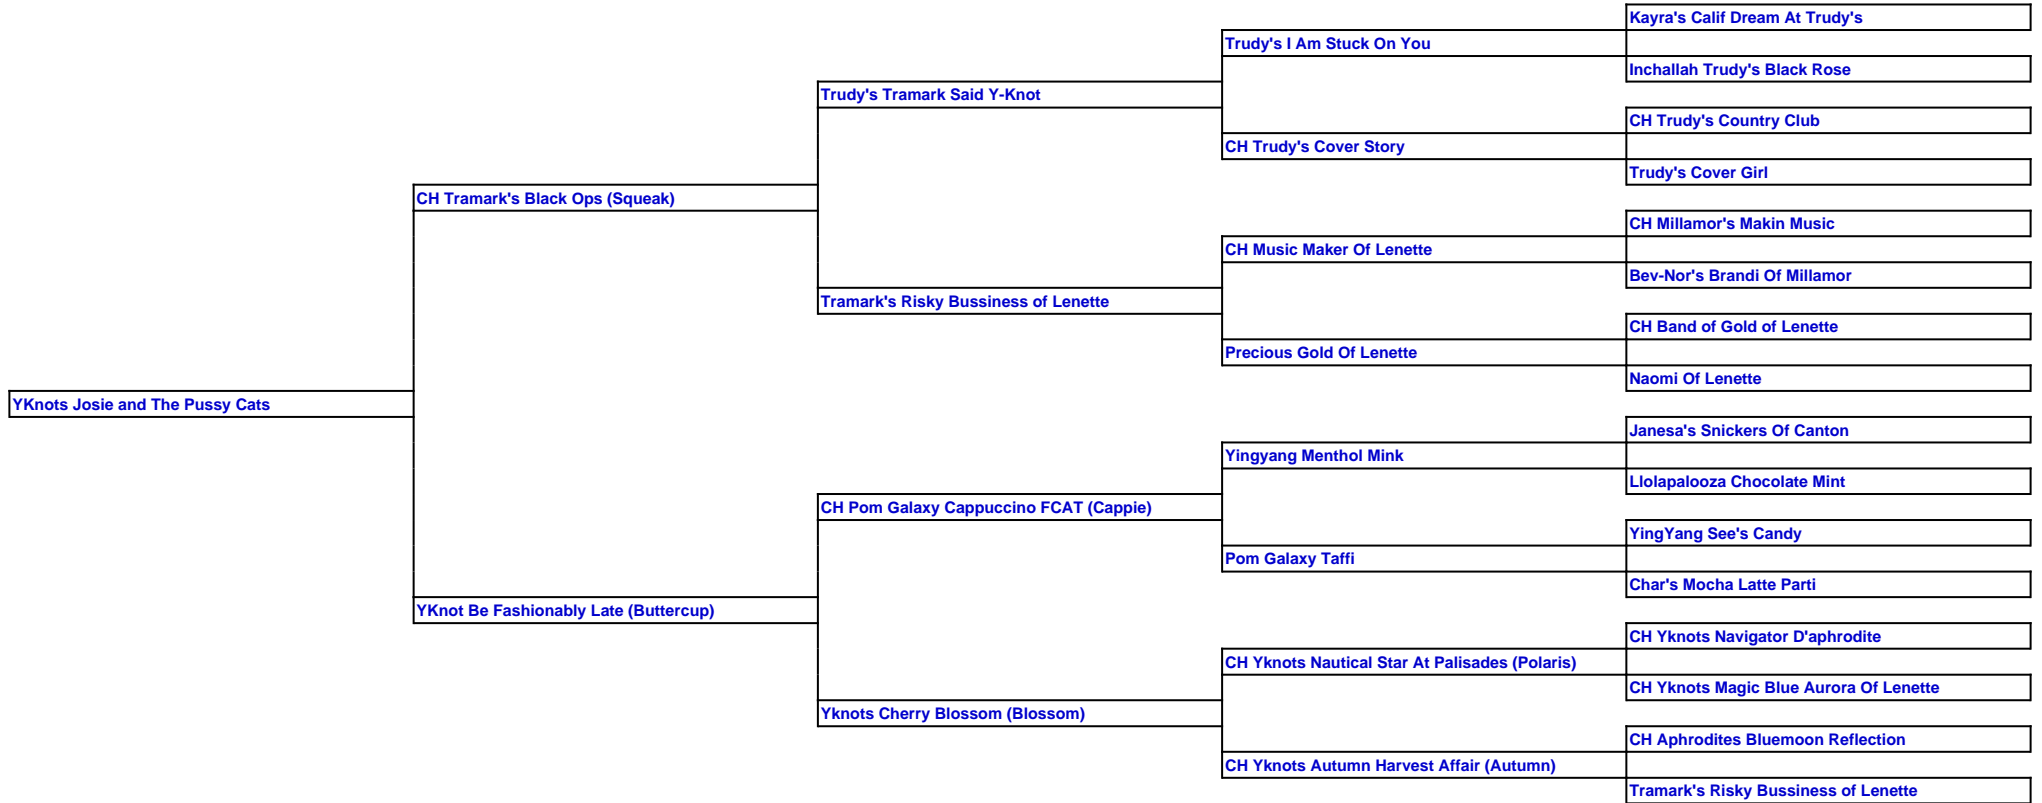 Kayra's Calif Dream At Trudy's
Trudy's I Am Stuck On You
Inchallah Trudy's Black Rose
Trudy's Tramark Said Y-Knot
CH Trudy's Country Club
CH Trudy's Cover Story
Trudy's Cover Girl
CH Tramark's Black Ops (Squeak)
CH Millamor's Makin Music
CH Music Maker Of Lenette
Bev-Nor's Brandi Of Millamor
Tramark's Risky Bussiness of Lenette
CH Band of Gold of Lenette
Precious Gold Of Lenette
Naomi Of Lenette
YKnots Josie and The Pussy Cats
Janesa's Snickers Of Canton
Yingyang Menthol Mink
Llolapalooza Chocolate Mint
CH Pom Galaxy Cappuccino FCAT (Cappie)
YingYang See's Candy
Pom Galaxy Taffi
Char's Mocha Latte Parti
YKnot Be Fashionably Late (Buttercup)
CH Yknots Navigator D'aphrodite
CH Yknots Nautical Star At Palisades (Polaris)
CH Yknots Magic Blue Aurora Of Lenette
Yknots Cherry Blossom (Blossom)
CH Aphrodites Bluemoon Reflection
CH Yknots Autumn Harvest Affair (Autumn)
Tramark's Risky Bussiness of Lenette